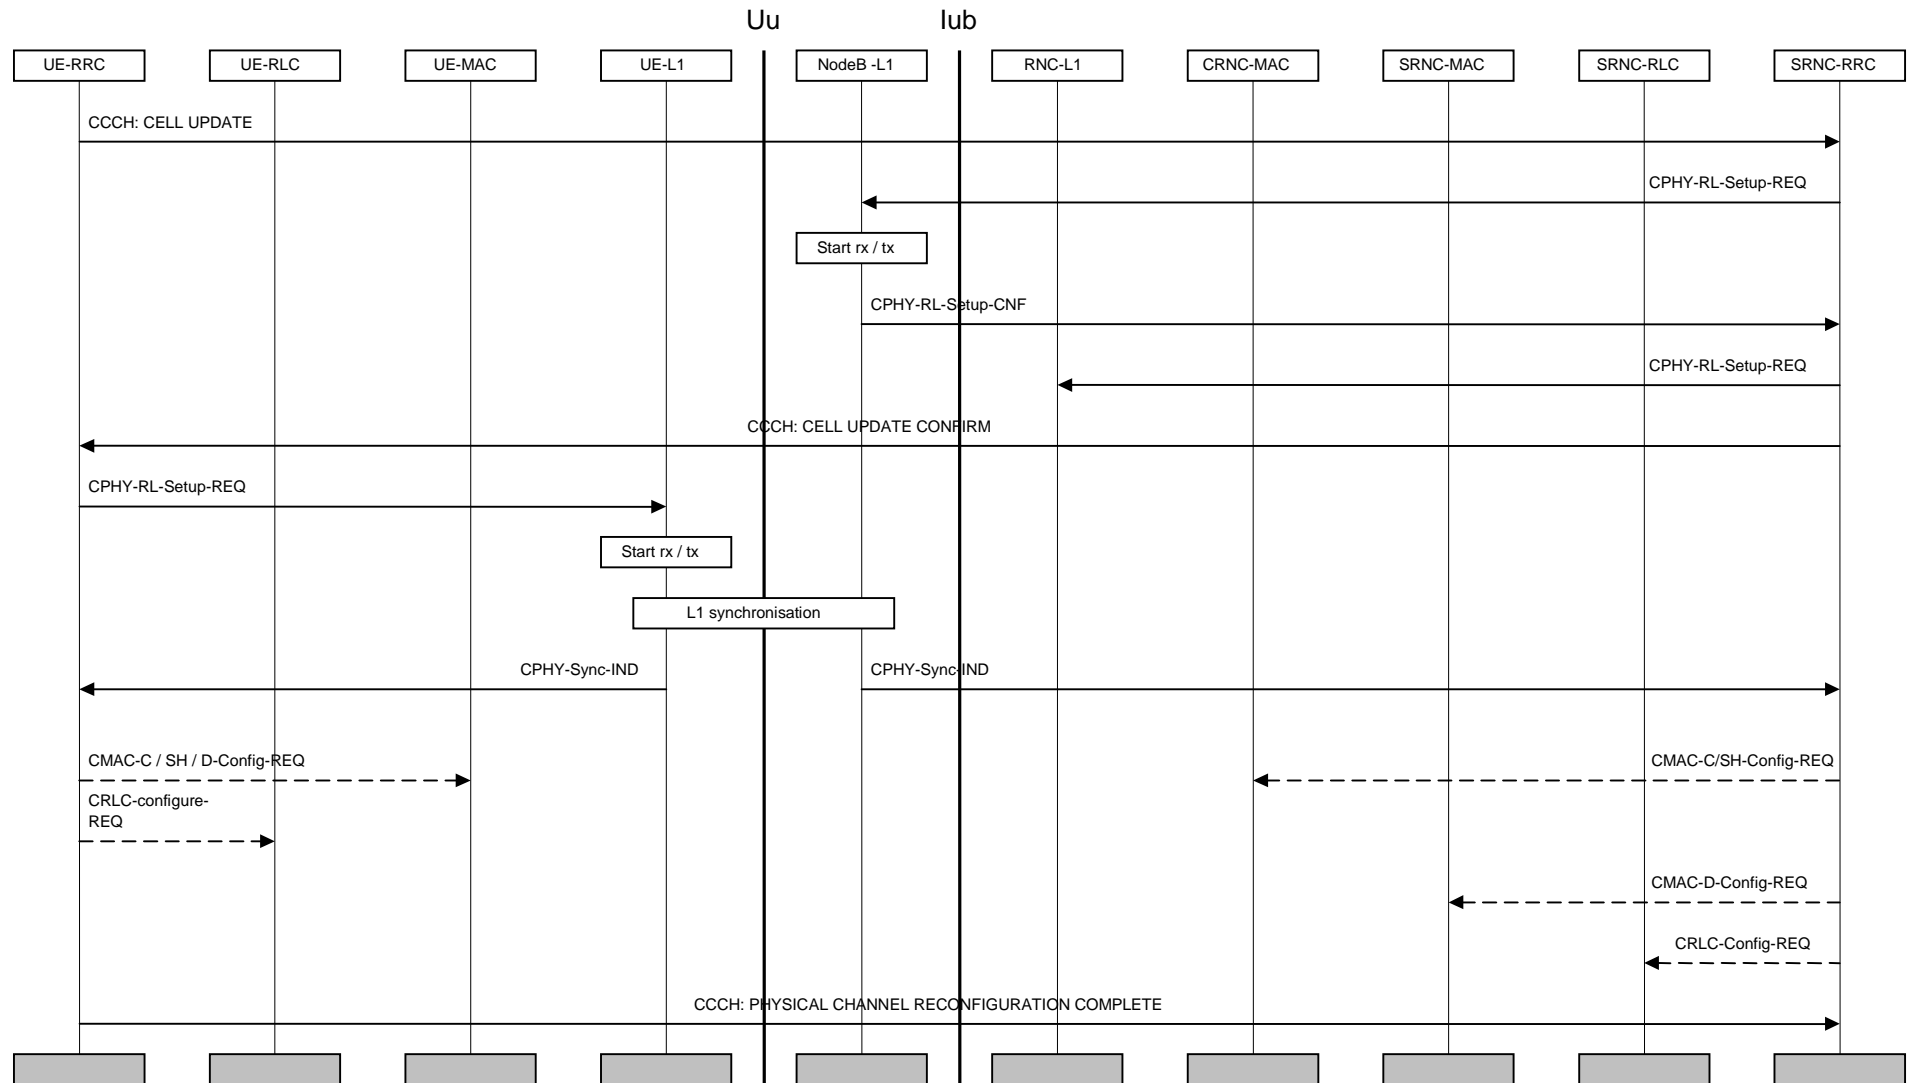 Uu
Iub
UE-RRC
UE-RLC
UE-MAC
UE-L1
NodeB -L1
RNC-L1
CRNC-MAC
SRNC-MAC
SRNC-RLC
SRNC-RRC
CCCH: CELL UPDATE
CPHY-RL-Setup-REQ
Start rx / tx
CPHY-RL-Setup-CNF
CPHY-RL-Setup-REQ
CCCH: CELL UPDATE CONFIRM
CPHY-RL-Setup-REQ
Start rx / tx
L1 synchronisation
CPHY-Sync-IND
CPHY-Sync-IND
CMAC-C / SH / D-Config-REQ
CMAC-C/SH-Config-REQ
CRLC-configure-
REQ
CMAC-D-Config-REQ
CRLC-Config-REQ
CCCH: PHYSICAL CHANNEL RECONFIGURATION COMPLETE